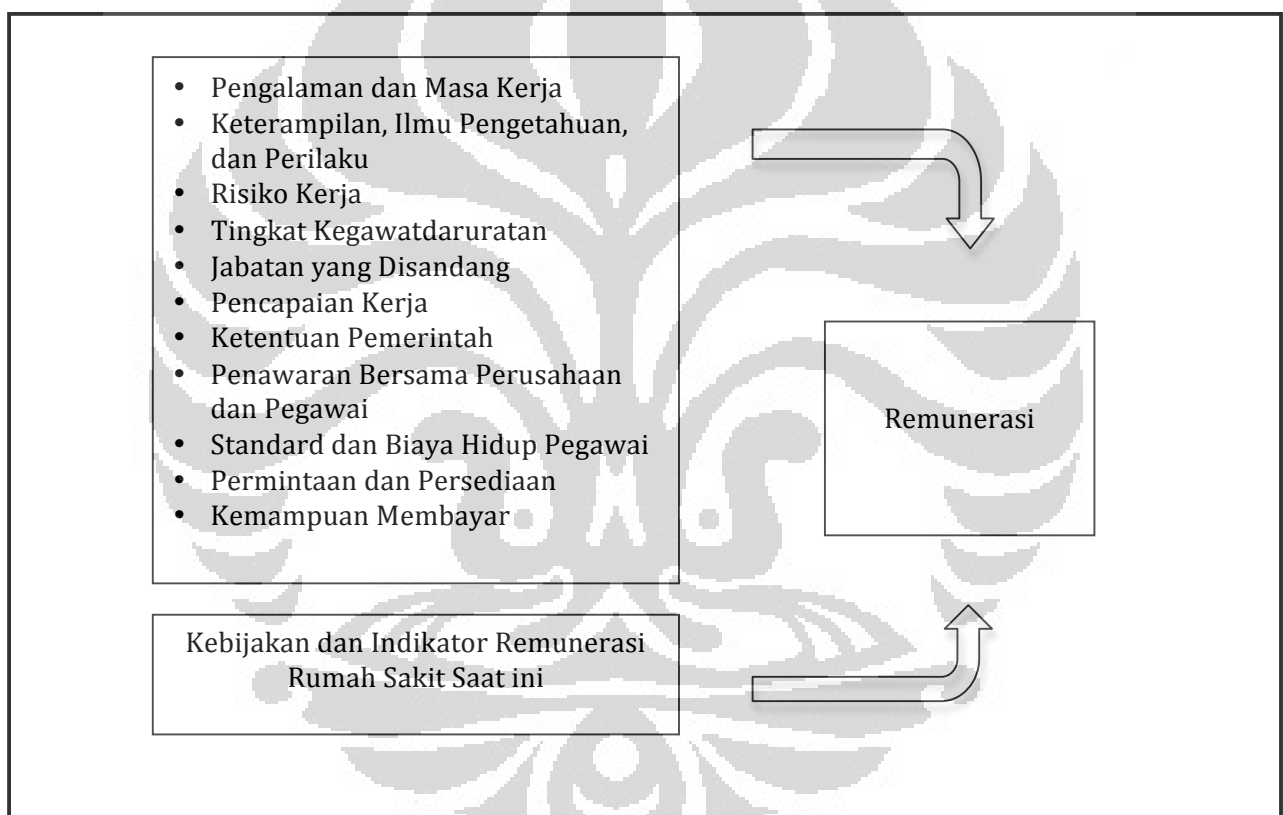 • Pengalaman dan Masa Kerja
• Keterampilan, Ilmu Pengetahuan,
dan Perilaku
• Risiko Kerja
• Tingkat Kegawatdaruratan
• Jabatan yang Disandang
• Pencapaian Kerja
• Ketentuan Pemerintah
• Penawaran Bersama Perusahaan
dan Pegawai
• Standard dan Biaya Hidup Pegawai
• Permintaan dan Persediaan
• Kemampuan Membayar
Remunerasi
Kebijakan dan Indikator Remunerasi
Rumah Sakit Saat ini